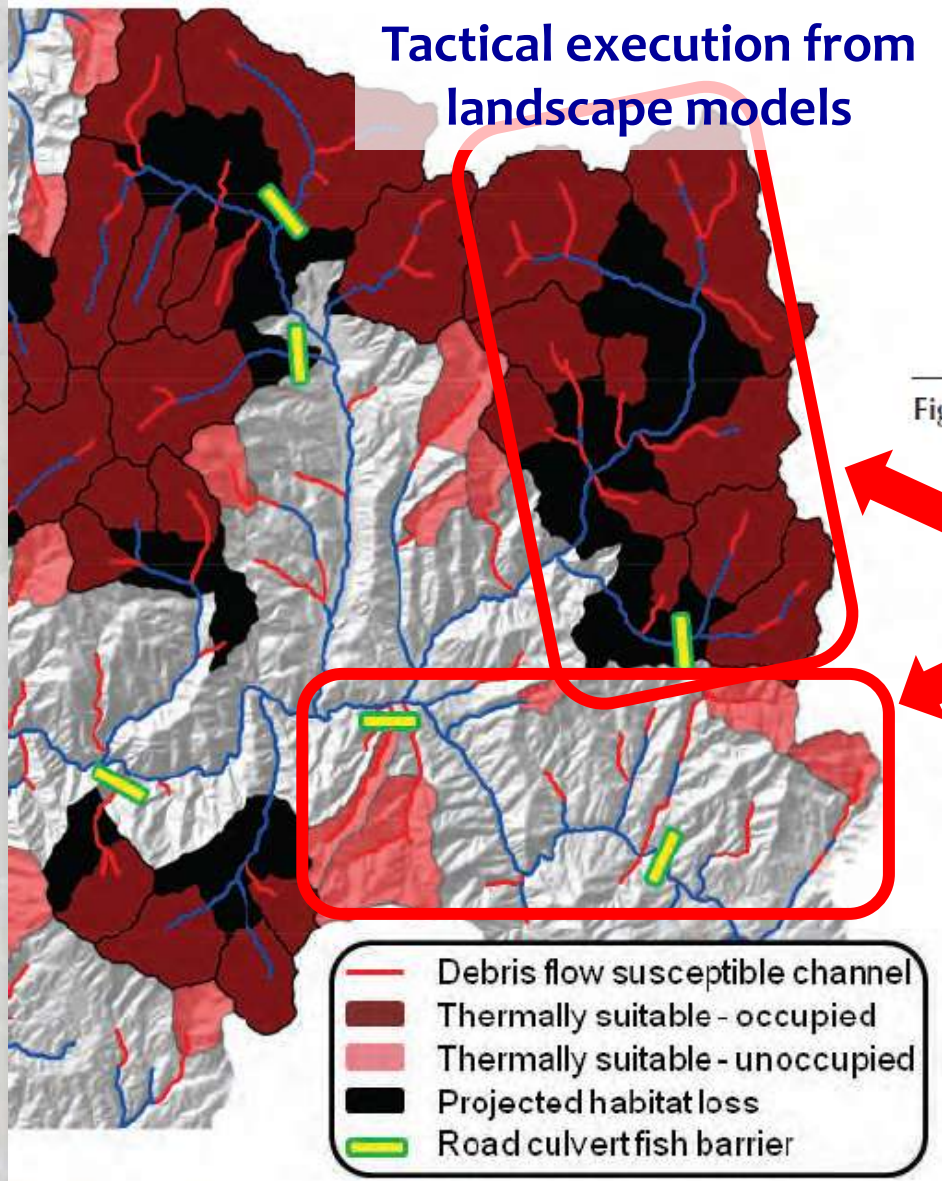 Tactical execution from
landscape models
Fig
Debris flow susceptible channel
Thermally suitable - occupied
Thermally suitable - unoccupied
Projected habitat loss
Road culvert fish barrier